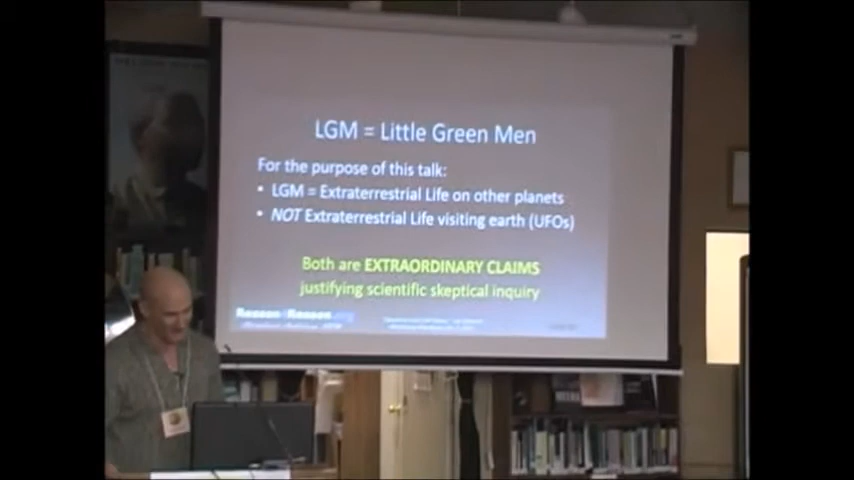 LGM = Little Green Men
For the purpose of this talk:
• LGM = Extraterrestrial Life on other planets
• NOT Extraterrestrial Life visiting earth (UFOs)
Both are EXTRAORDINARY CLAIMS
justifying scientific skeptical inquiry